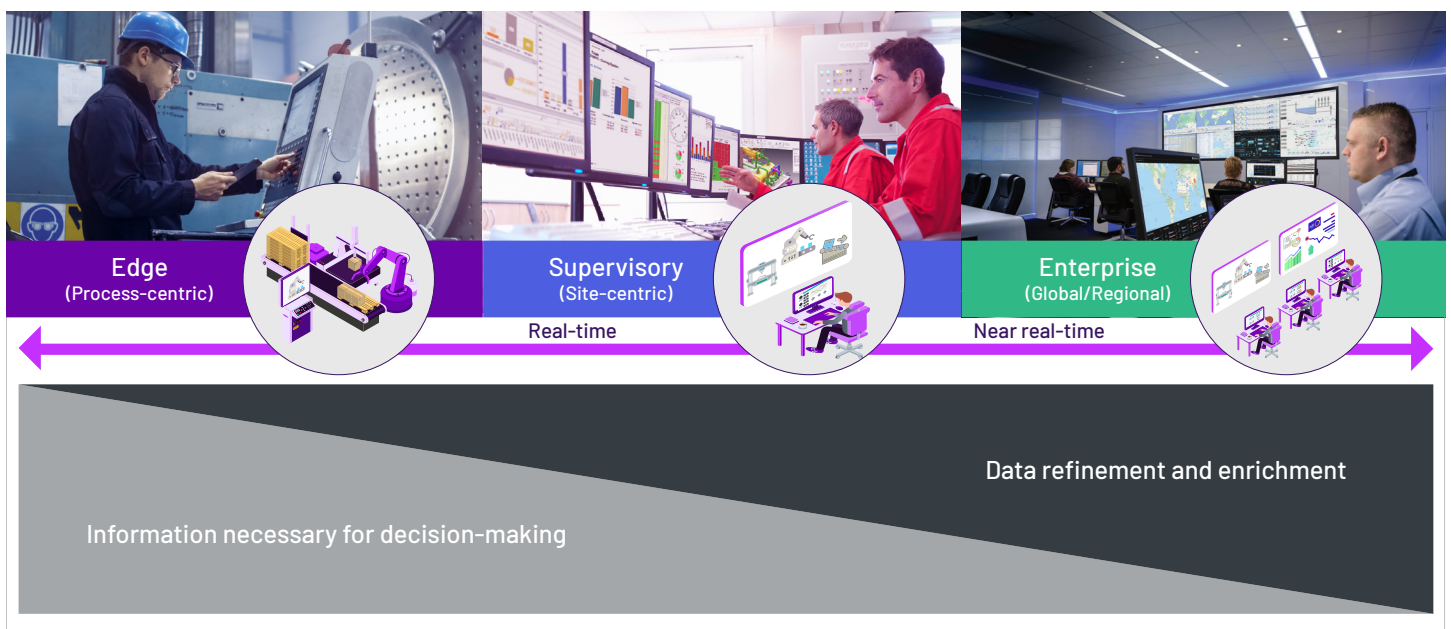 Edge
(Process-centric)
Supervisory
(Site-centric)
Enterprise
(Global/Regional)
Real-time
Near real-time
Data refinement and enrichment
Information necessary for decision-making